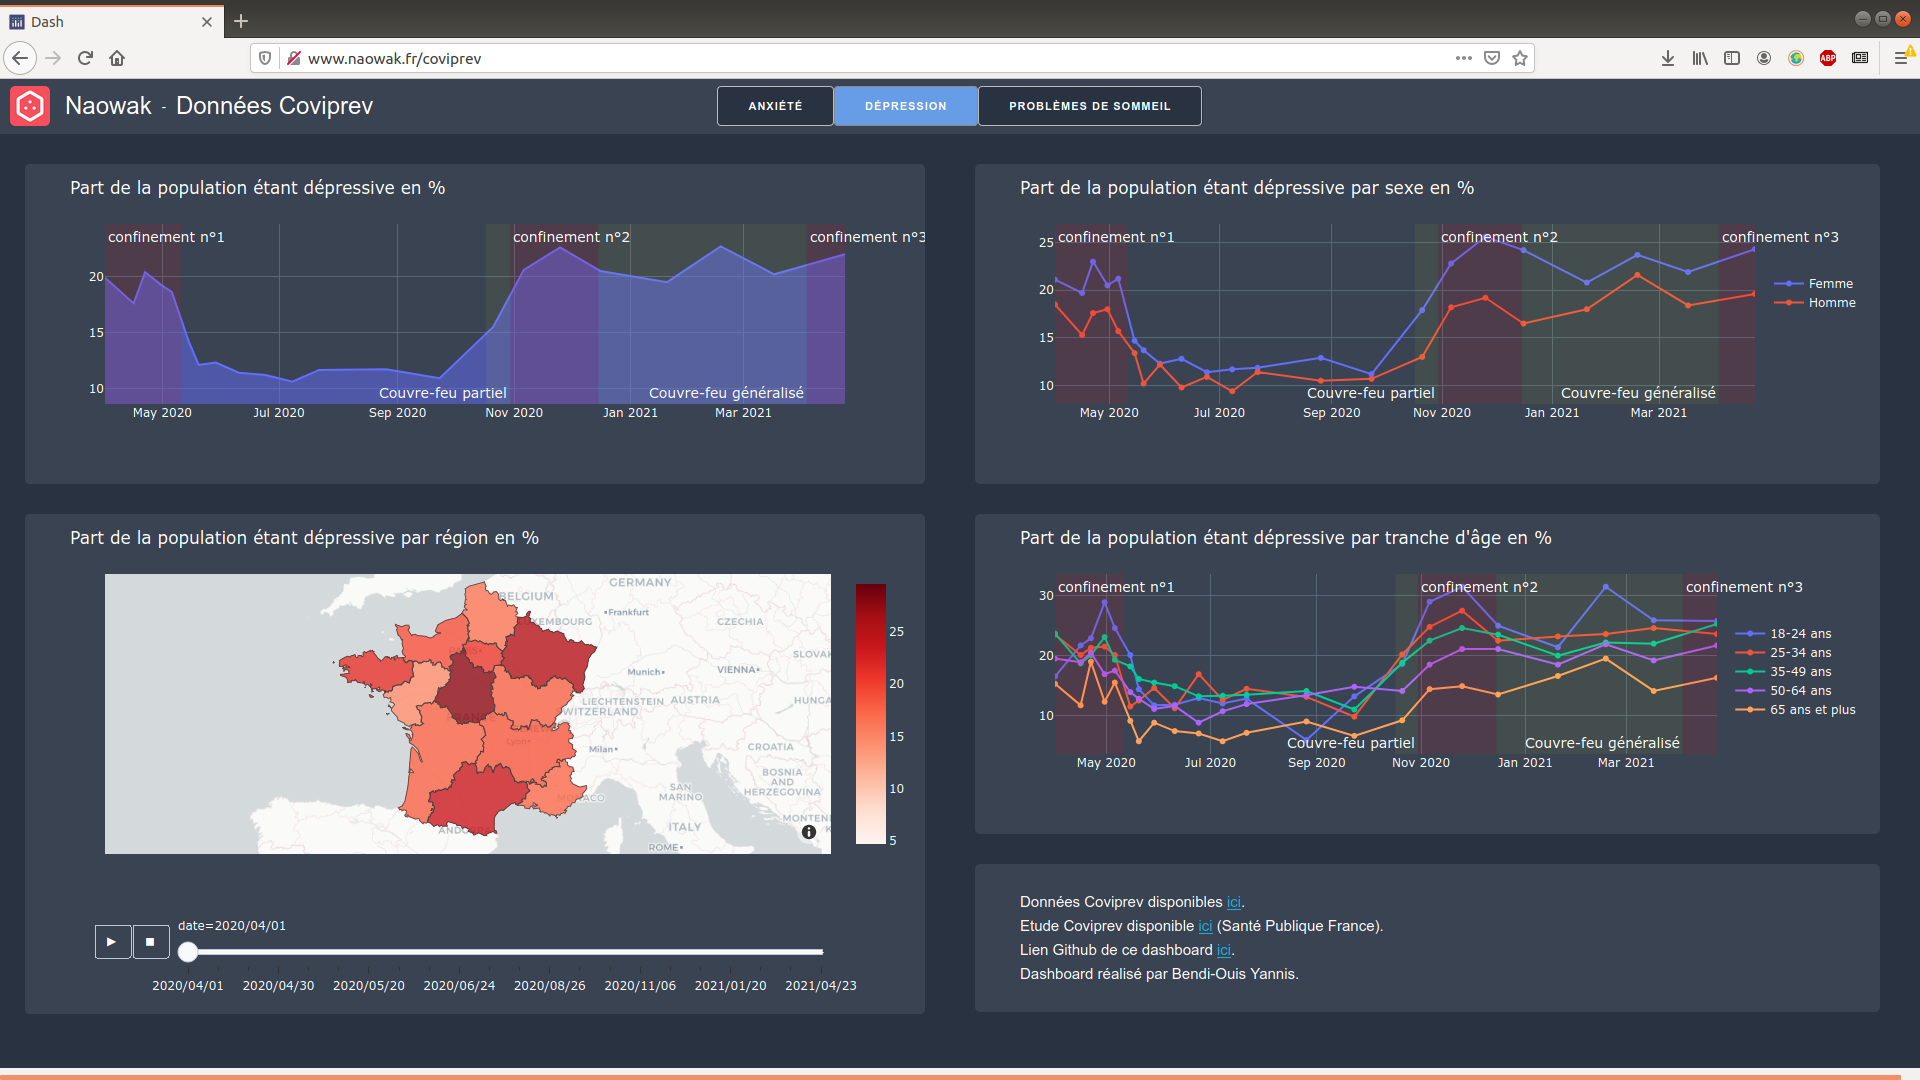 Dash
www.naowak.fr/coviprev
ABP
Naowak - Données Coviprev
ANXIÉTÉ
DÉPRESSION
PROBLÈMES DE SOMMEIL
Part de la population étant dépressive en %
confinement n°1
confinement n°2
confinement n°3
20
15
10
Couvre-feu partiel
Couvre-feu généralisé
May 2020
Jul 2020
Sep 2020
Nov 2020
Jan 2021
Mar 2021
Part de la population étant dépressive par sexe en %
confinement n°1
confinement n°2
confinement n°3
25
20
15
10
Femme
Homme
Couvre-feu partiel
Couvre-feu généralisé
May 2020
Jul 2020
Sep 2020
Nov 2020
Jan 2021
Mar 2021
Part de la population étant dépressive par région en %
GERMANY
BELGIUM
Frankfurt
LUXEMBOURG
CZECHIA
SLOVAK
Munich
VIENNA
LIECHTENSTEIN
AUSTRIA
HUNGA
SWITZERLAND
Lyon
Milan
CROATIA
BOSNIA
AND
HERZEGOVINA
SAN
MARINO
MONACO
MONTEN
ITALY
ROME
25
20
15
10
5
date=2020/04/01
2020/04/01
2020/04/30
2020/05/20
2020/06/24
2020/08/26
2020/11/06
2021/01/20
2021/04/23
Part de la population étant dépressive par tranche d'âge en %
confinement n°1
confinement n°2
confinement n°3
30
20
10
18-24 ans
25-34 ans
35-49 ans
50-64 ans
65 ans et plus
Couvre-feu partiel
Couvre-feu généralisé
May 2020
Jul 2020
Sep 2020
Nov 2020
Jan 2021
Mar 2021
Données Coviprev disponibles ici.
Etude Coviprev disponible ici (Santé Publique France).
Lien Github de ce dashboard ici.
Dashboard réalisé par Bendi-Ouis Yannis.